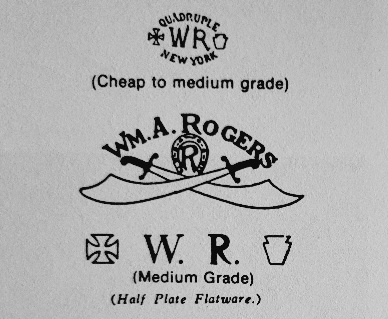 QUADRUPLE
WR
NEW YORK
(Cheap to medium grade)
WM. A. ROGERS
R
W. R.
(Medium Grade)
(Half Plate Flatware.)